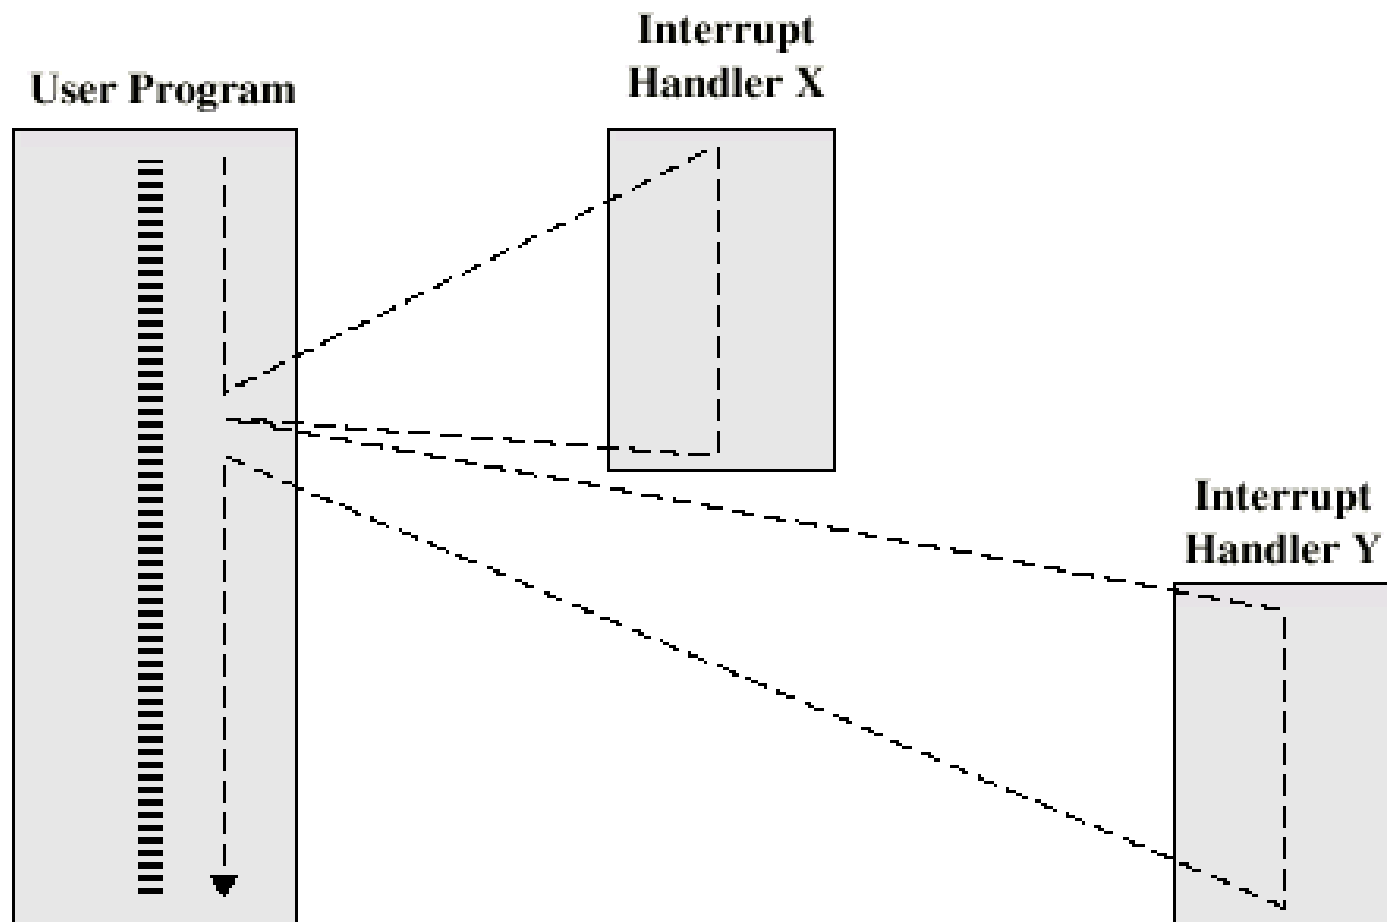 User Program
Interrupt
Handler X
Interrupt
Handler Y